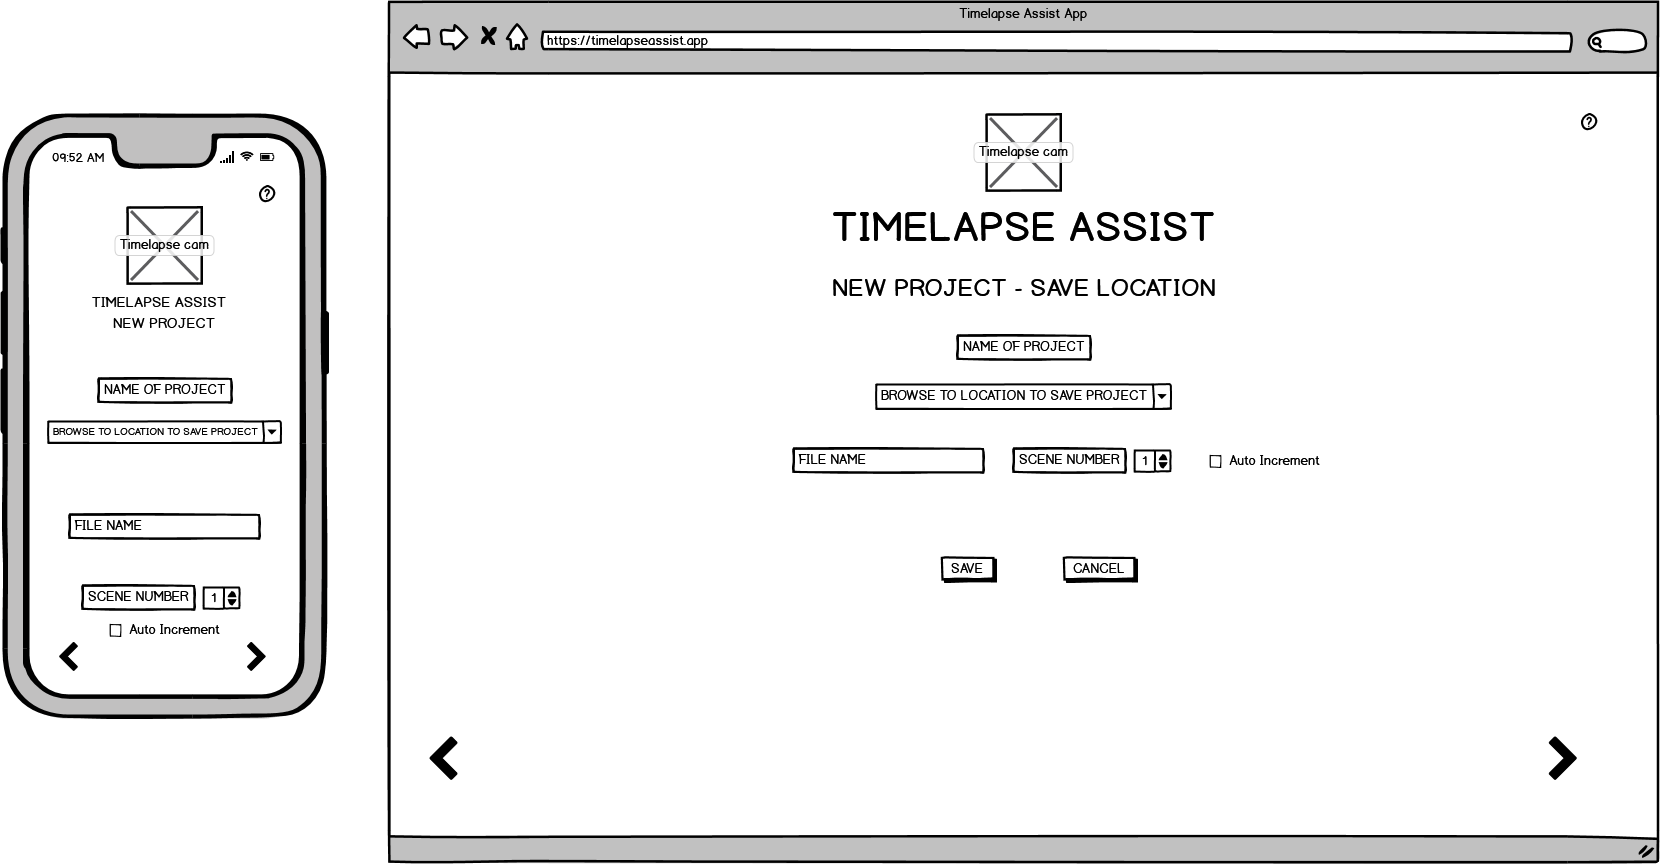 09:52 AM
?
Timelapse cam
TIMELAPSE ASSIST
NEW PROJECT
NAME OF PROJECT
BROWSE TO LOCATION TO SAVE PROJECT
FILE NAME
SCENE NUMBER 1
Auto Increment
Timelapse Assist App
https://timelapseassist.app
?
Timelapse cam
TIMELAPSE ASSIST
NEW PROJECT - SAVE LOCATION
NAME OF PROJECT
BROWSE TO LOCATION TO SAVE PROJECT
FILE NAME SCENE NUMBER 1 Auto Increment
SAVE CANCEL